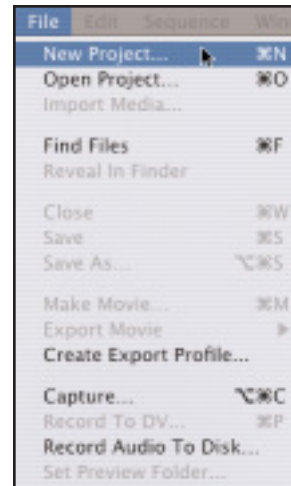 File Edit Sequence Win
New Project... ⌘N
Open Project... ⌘O
Import Media...
Find Files ⌘F
Reveal In Finder
Close ⌘W
Save ⌘S
Save As... ⌥⌘S
Make Movie... ⌘M
Export Movie ▶
Create Export Profile...
Capture... ⌥⌘C
Record To DV... ⌘P
Record Audio To Disk...
Set Preview Folder...